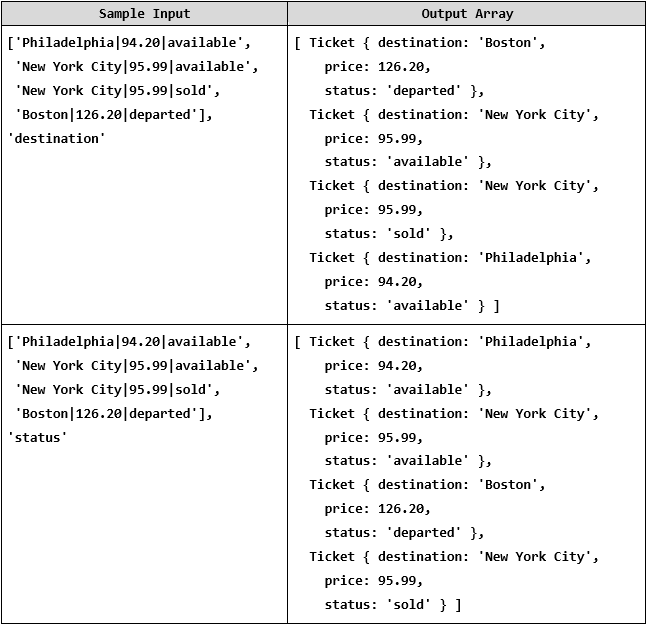 Sample Input
Output Array
['Philadelphia|94.20|available',
'New York City|95.99|available',
'New York City|95.99|sold',
'Boston|126.20|departed'],
'destination'
[ Ticket { destination: 'Boston',
price: 126.20,
status: 'departed' },
Ticket { destination: 'New York City',
price: 95.99,
status: 'available' },
Ticket { destination: 'New York City',
price: 95.99,
status: 'sold' },
Ticket { destination: 'Philadelphia',
price: 94.20,
status: 'available' } ]
['Philadelphia|94.20|available',
'New York City|95.99|available',
'New York City|95.99|sold',
'Boston|126.20|departed'],
'status'
[ Ticket { destination: 'Philadelphia',
price: 94.20,
status: 'available' },
Ticket { destination: 'New York City',
price: 95.99,
status: 'available' },
Ticket { destination: 'Boston',
price: 126.20,
status: 'departed' },
Ticket { destination: 'New York City',
price: 95.99,
status: 'sold' } ]